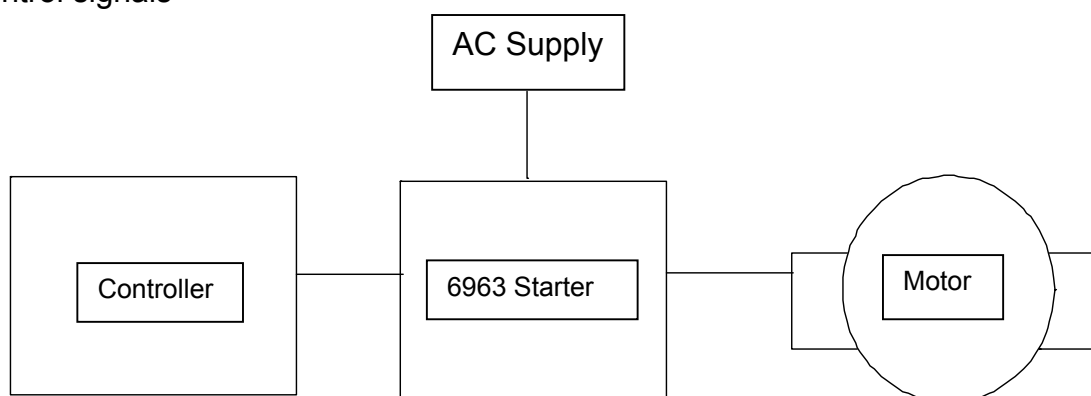 ntrol signals
AC Supply
Controller
6963 Starter
Motor